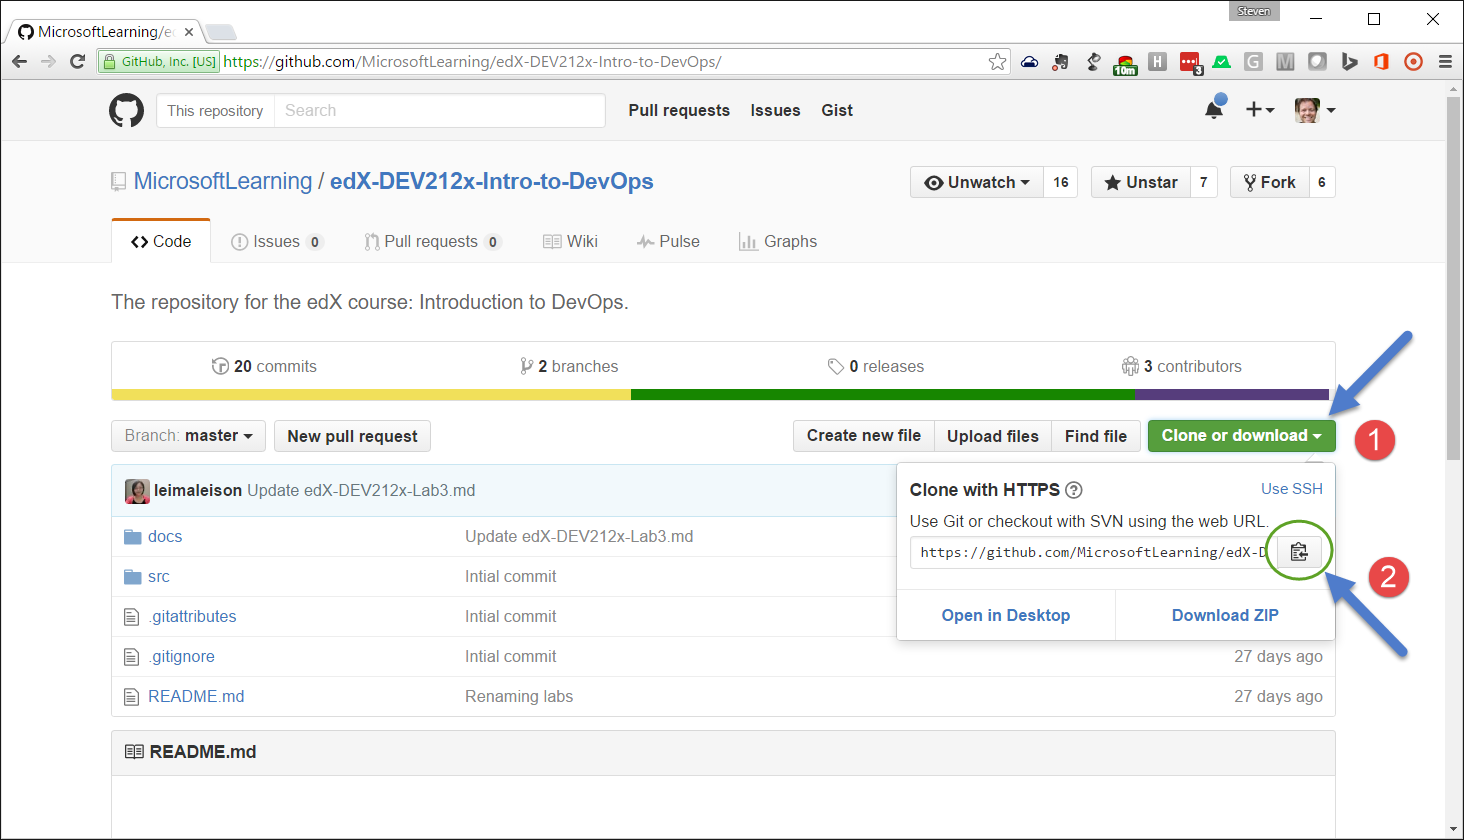 Steven
MicrosoftLearning/ec
GitHub, Inc. [US] https://github.com/MicrosoftLearning/edX-DEV212x-Intro-to-DevOps/
10m H 3 G M
This repository Search Pull requests Issues Gist
MicrosoftLearning / edX-DEV212x-Intro-to-DevOps Unwatch 16 Unstar 7 Fork 6
Code Issues 0 Pull requests 0 Wiki Pulse Graphs
The repository for the edX course: Introduction to DevOps.
20 commits 2 branches 0 releases 3 contributors
Branch: master New pull request Create new file Upload files Find file Clone or download 1
leimaleison Update edX-DEV212x-Lab3.md
Clone with HTTPS ? Use SSH
Use Git or checkout with SVN using the web URL.
https://github.com/MicrosoftLearning/edX-D
2
Open in Desktop Download ZIP
docs Update edX-DEV212x-Lab3.md
src Intial commit
.gitattributes Intial commit
.gitignore Intial commit 27 days ago
README.md Renaming labs 27 days ago
README.md